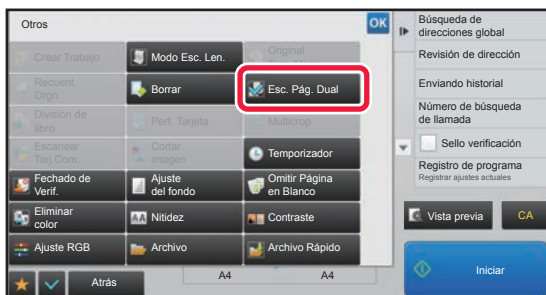 Otros
OK
Crear Trabajo
Modo Esc. Len.
Original
Recuent.
Orgn.
Borrar
Esc. Pág. Dual
División de
libro
Perf. Tarjeta
Multicrop
Escanear
Tarj.Com.
Cortar
imagen
Temporizador
Fechado de
Verif.
Ajuste
del fondo
Omitir Página
en Blanco
Eliminar
color
AA Nitidez
Contraste
Ajuste RGB
Archivo
Archivo Rápido
Atrás
A4
A4
Búsqueda de
direcciones global
Revisión de dirección
Enviando historial
Número de búsqueda
de llamada
Sello verificación
Registro de programa
Registrar ajustes actuales
Vista previa
CA
Iniciar